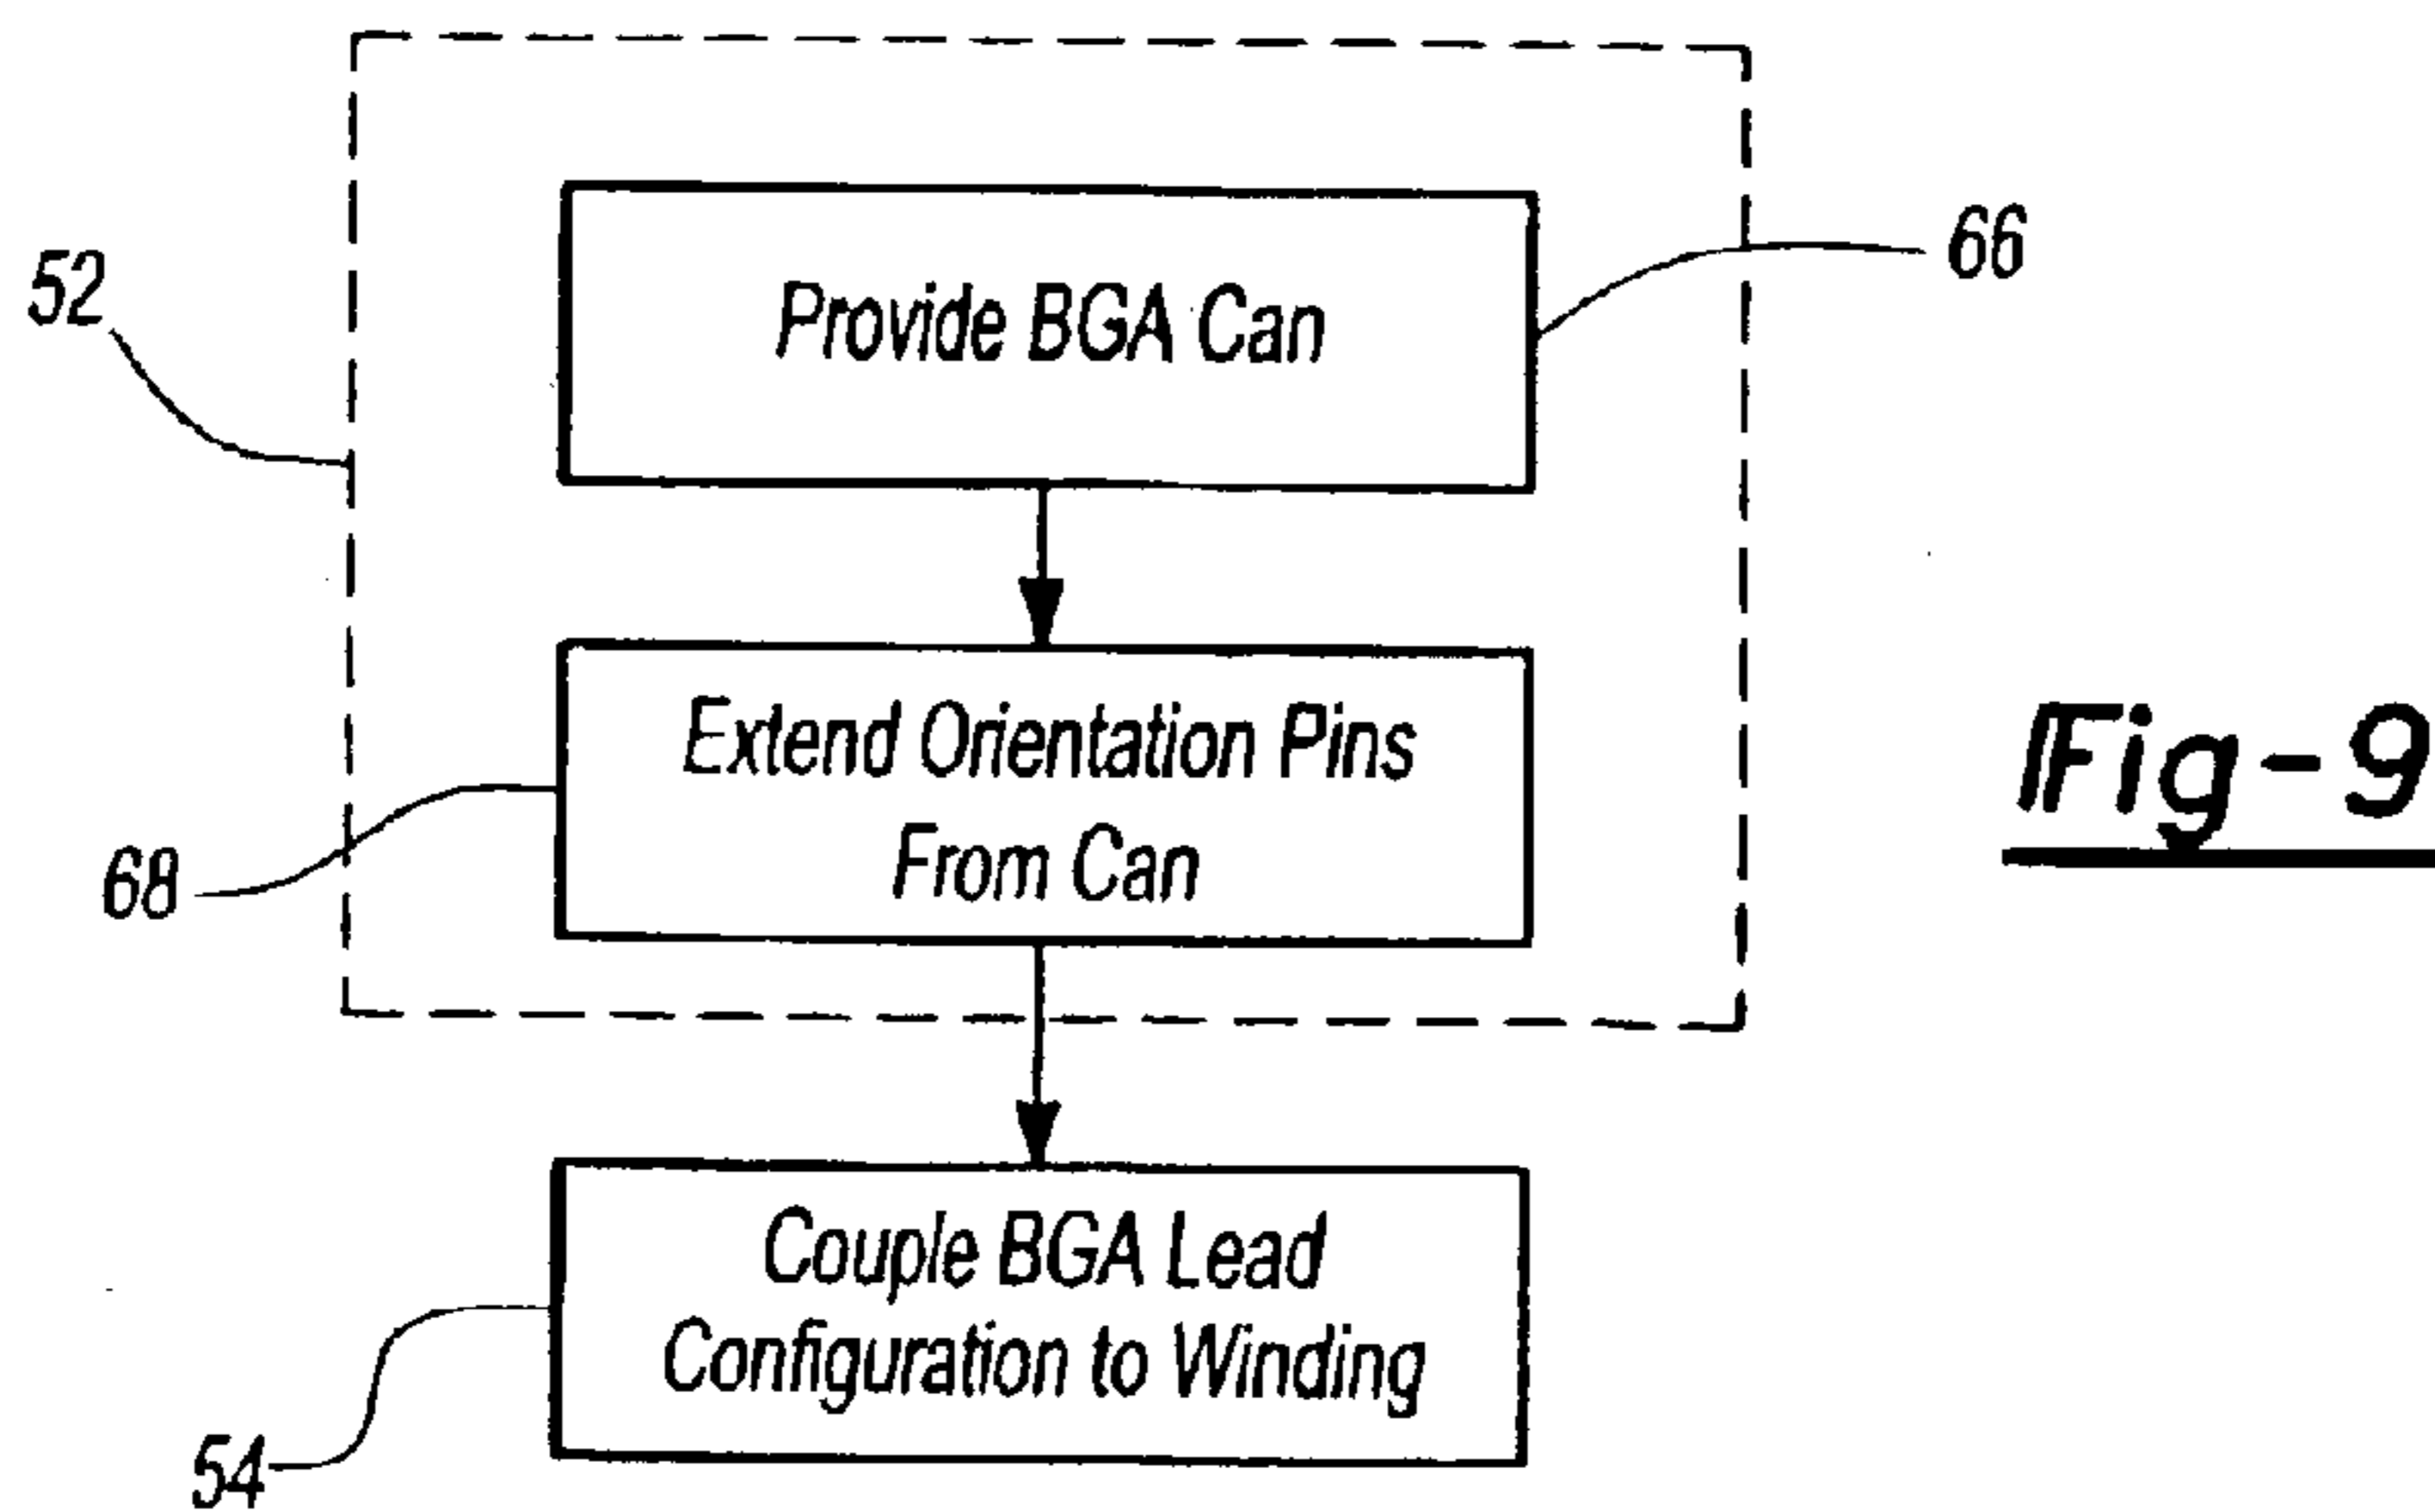 52
Provide BGA Can
66
Extend Orientation Pins
From Can
68
Fig-9
Couple BGA Lead
Configuration to Winding
54